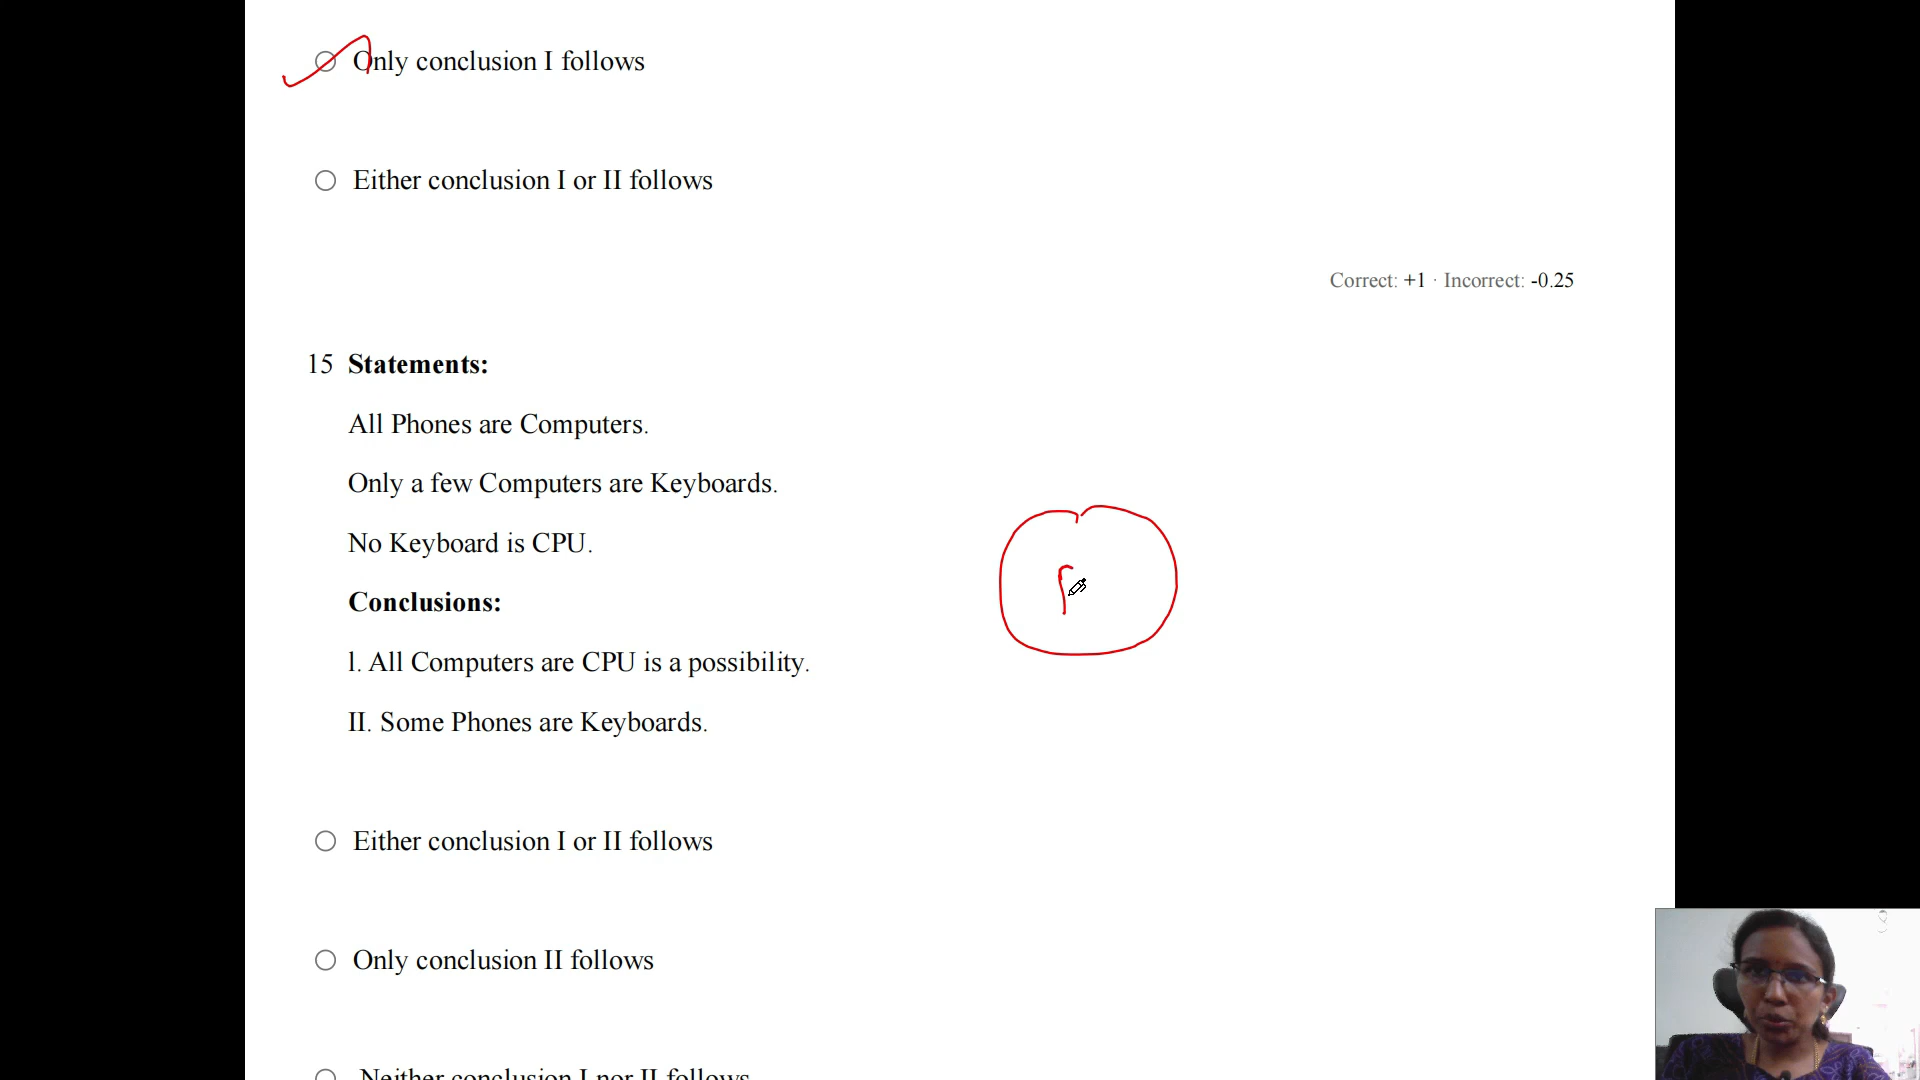 Only conclusion I follows
Either conclusion I or II follows
Correct: +1 · Incorrect: -0.25
15 Statements:
All Phones are Computers.
Only a few Computers are Keyboards.
No Keyboard is CPU.
Conclusions:
l. All Computers are CPU is a possibility.
II. Some Phones are Keyboards.
Either conclusion I or II follows
Only conclusion II follows
Neither conclusion I nor II follows